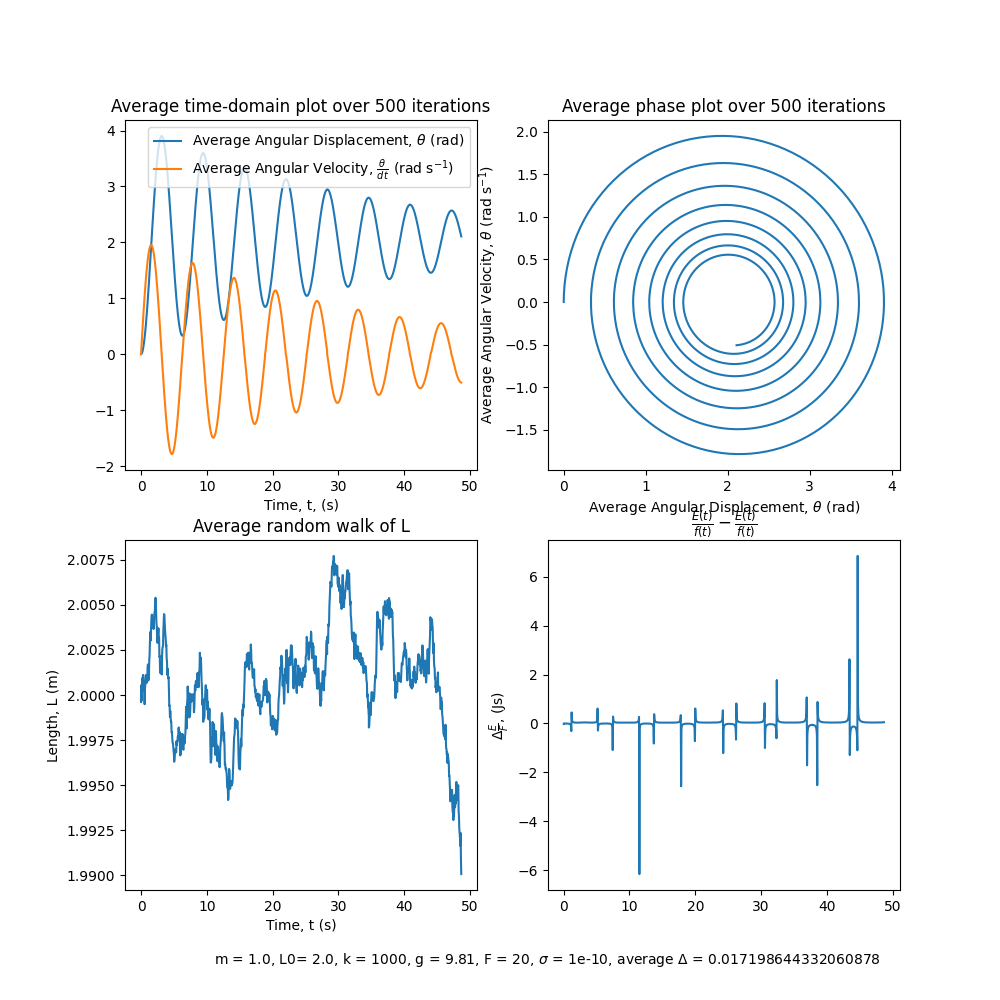 Average time-domain plot over 500 iterations
Average Angular Displacement, θ (rad)
Average Angular Velocity, θ/dt (rad s⁻¹)
4
3
2
1
0
−1
−2
0 10 20 30 40 50
Time, t, (s)
Average phase plot over 500 iterations
Average Angular Velocity, θ (rad s⁻¹)
2.0
1.5
1.0
0.5
0.0
−0.5
−1.0
−1.5
0 1 2 3 4
Average Angular Displacement, θ (rad)
Average random walk of L
Length, L (m)
2.0075
2.0050
2.0025
2.0000
1.9975
1.9950
1.9925
1.9900
0 10 20 30 40 50
Time, t (s)
E(t)/f(t) − E(t)/f(t)
Δ E/F, (Js)
6
4
2
0
−2
−4
−6
0 10 20 30 40 50
m = 1.0, L0= 2.0, k = 1000, g = 9.81, F = 20, σ = 1e-10, average Δ = 0.017198644332060878